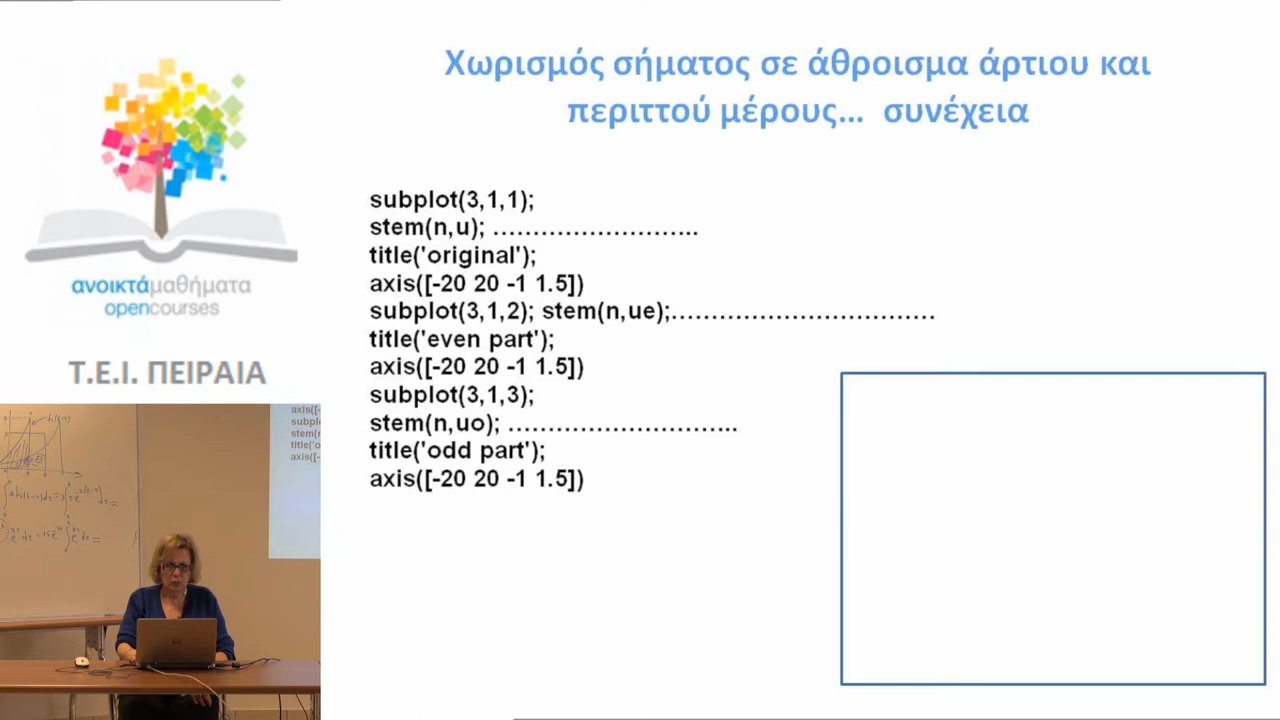 Χωρισμός σήματος σε άθροισμα άρτιου και
περιττού μέρους... συνέχεια
subplot(3,1,1);
stem(n,u); ……………………..
title('original');
axis([-20 20 -1 1.5])
subplot(3,1,2); stem(n,ue);……………………………
title('even part');
axis([-20 20 -1 1.5])
subplot(3,1,3);
stem(n,uo); ………………………..
title('odd part');
axis([-20 20 -1 1.5])
ανοικτάμαθήματα
opencourses
Τ.Ε.Ι. ΠΕΙΡΑΙΑ